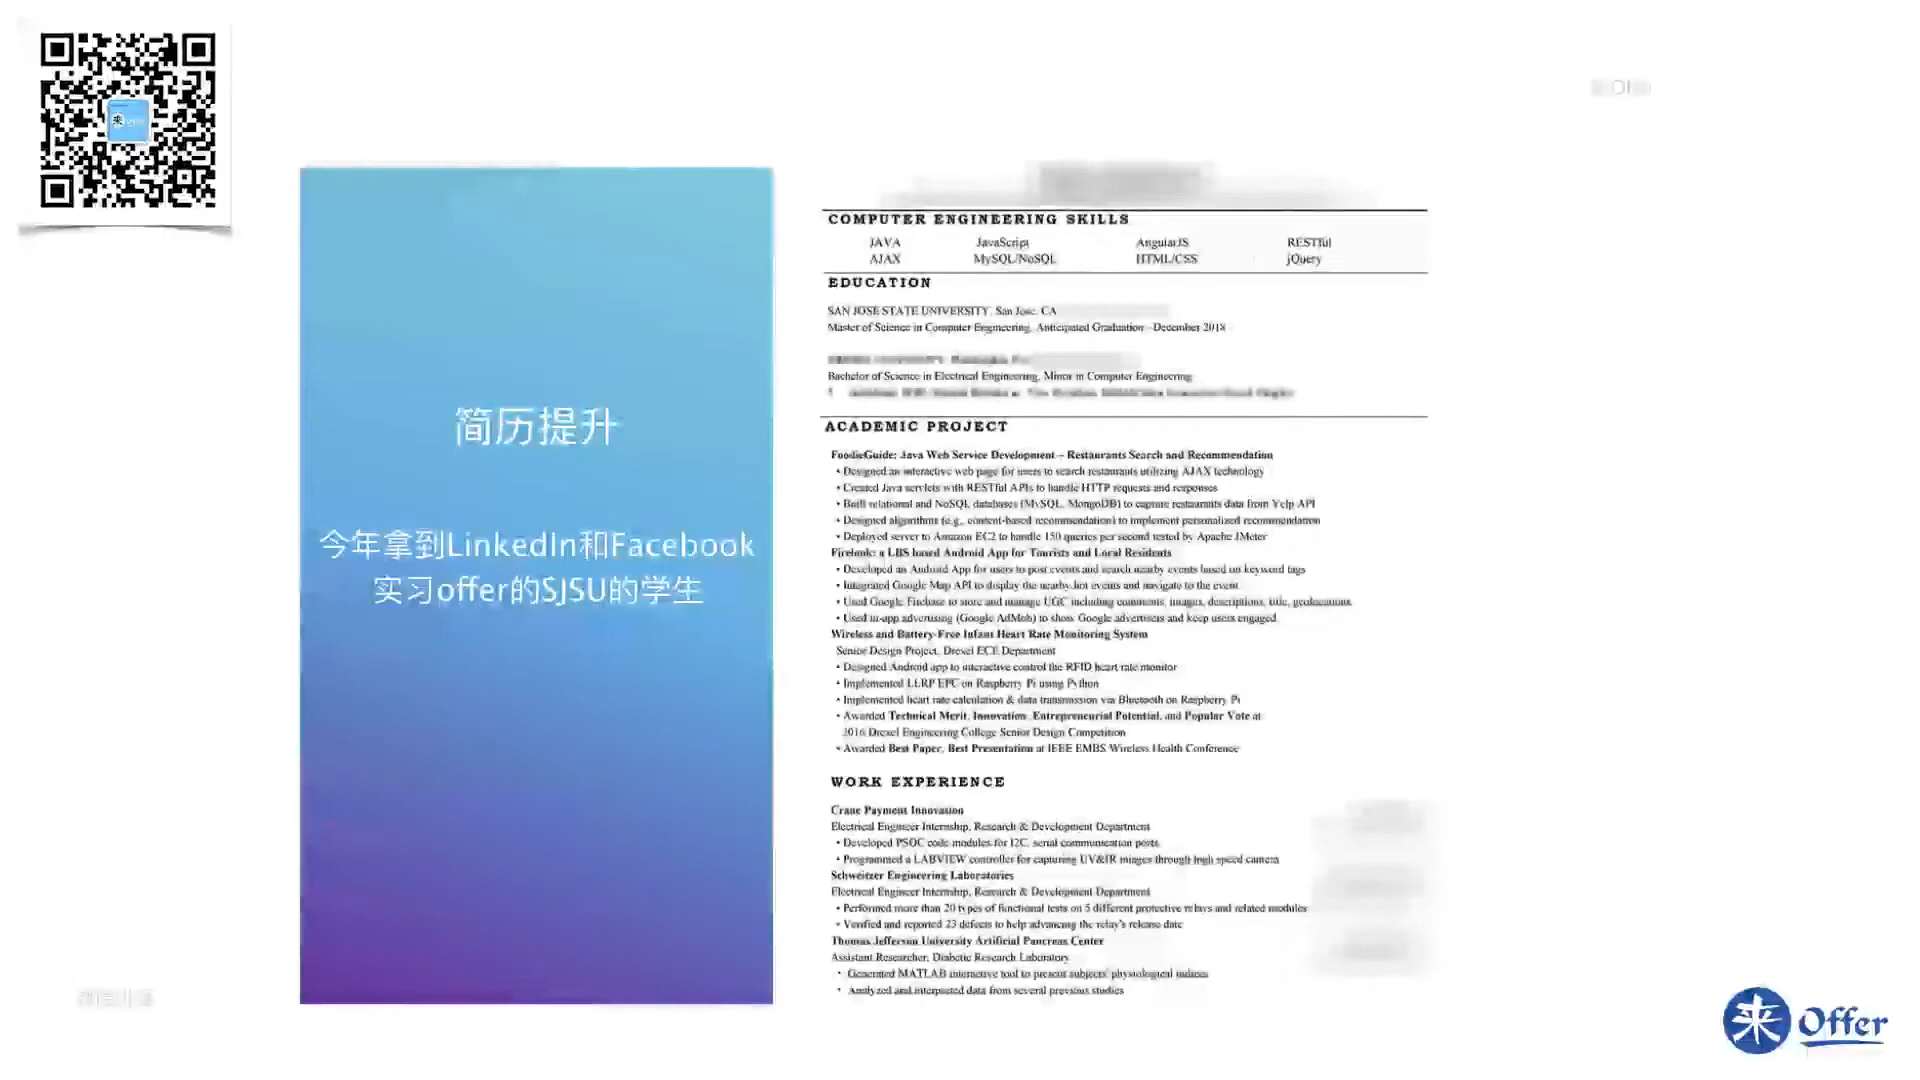 简历提升
今年拿到LinkedIn和Facebook
实习offer的SJSU的学生
COMPUTER ENGINEERING SKILLS
JAVA JavaScript AngularJS RESTful
AJAX MySQL/NoSQL HTML/CSS jQuery
EDUCATION
SAN JOSE STATE UNIVERSITY, San Jose, CA
Master of Science in Computer Engineering, Anticipated Graduation - December 2018
Bachelor of Science in Electrical Engineering, Minor in Computer Engineering
ACADEMIC PROJECT
FoodieGuide: Java Web Service Development – Restaurants Search and Recommendation
• Designed an interactive web page for users to search restaurants utilizing AJAX technology
• Created Java servlets with RESTful APIs to handle HTTP requests and responses
• Built relational and NoSQL databases (MySQL, MongoDB) to capture restaurants data from Yelp API
• Designed algorithms (e.g., content-based recommendation) to implement personalized recommendation
• Deployed server to Amazon EC2 to handle 150 queries per second tested by Apache JMeter
a LBS based Android App for Tourists and Local Residents
• Developed an Android App for users to post events and search nearby events based on keyword tags
• Integrated Google Map API to display the nearby hot events and navigate to the event
• Used Google Firebase to store and manage UGC including comments, images, descriptions, title, geolocations
• Used in-app advertising (Google AdMob) to show Google advertisers and keep users engaged
Wireless and Battery-Free Infant Heart Rate Monitoring System
Senior Design Project, Drexel ECE Department
• Designed Android app to interactive control the RFID heart rate monitor
• Implemented LLRP EPC on Raspberry Pi using Python
• Implemented heart rate calculation & data transmission via Bluetooth on Raspberry Pi
• Awarded Technical Merit, Innovation, Entrepreneurial Potential, and Popular Vote at
2016 Drexel Engineering College Senior Design Competition
• Awarded Best Paper, Best Presentation at IEEE EMBS Wireless Health Conference
WORK EXPERIENCE
Crane Payment Innovation
Electrical Engineer Internship, Research & Development Department
• Developed PSOC code modules for I2C, serial communication ports
• Programmed a LABVIEW controller for capturing UV&IR images through high speed camera
Schweitzer Engineering Laboratories
Electrical Engineer Internship, Research & Development Department
• Performed more than 20 types of functional tests on 5 different protective relays and related modules
• Verified and reported 23 defects to help advancing the relay's release date
Thomas Jefferson University Artificial Pancreas Center
Assistant Researcher, Diabetic Research Laboratory
• Generated MATLAB interactive tool to present subjects' physiological indices
• Analyzed and interpreted data from several previous studies
来Offer